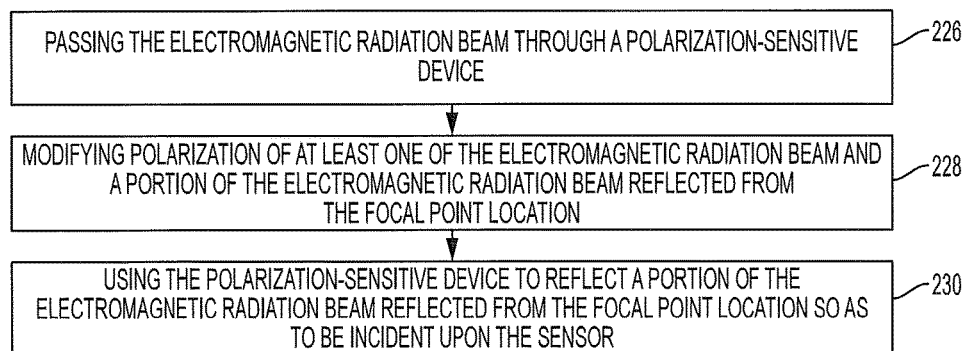 PASSING THE ELECTROMAGNETIC RADIATION BEAM THROUGH A POLARIZATION-SENSITIVE
DEVICE
226
MODIFYING POLARIZATION OF AT LEAST ONE OF THE ELECTROMAGNETIC RADIATION BEAM AND
A PORTION OF THE ELECTROMAGNETIC RADIATION BEAM REFLECTED FROM
THE FOCAL POINT LOCATION
228
USING THE POLARIZATION-SENSITIVE DEVICE TO REFLECT A PORTION OF THE
ELECTROMAGNETIC RADIATION BEAM REFLECTED FROM THE FOCAL POINT LOCATION SO AS
TO BE INCIDENT UPON THE SENSOR
230